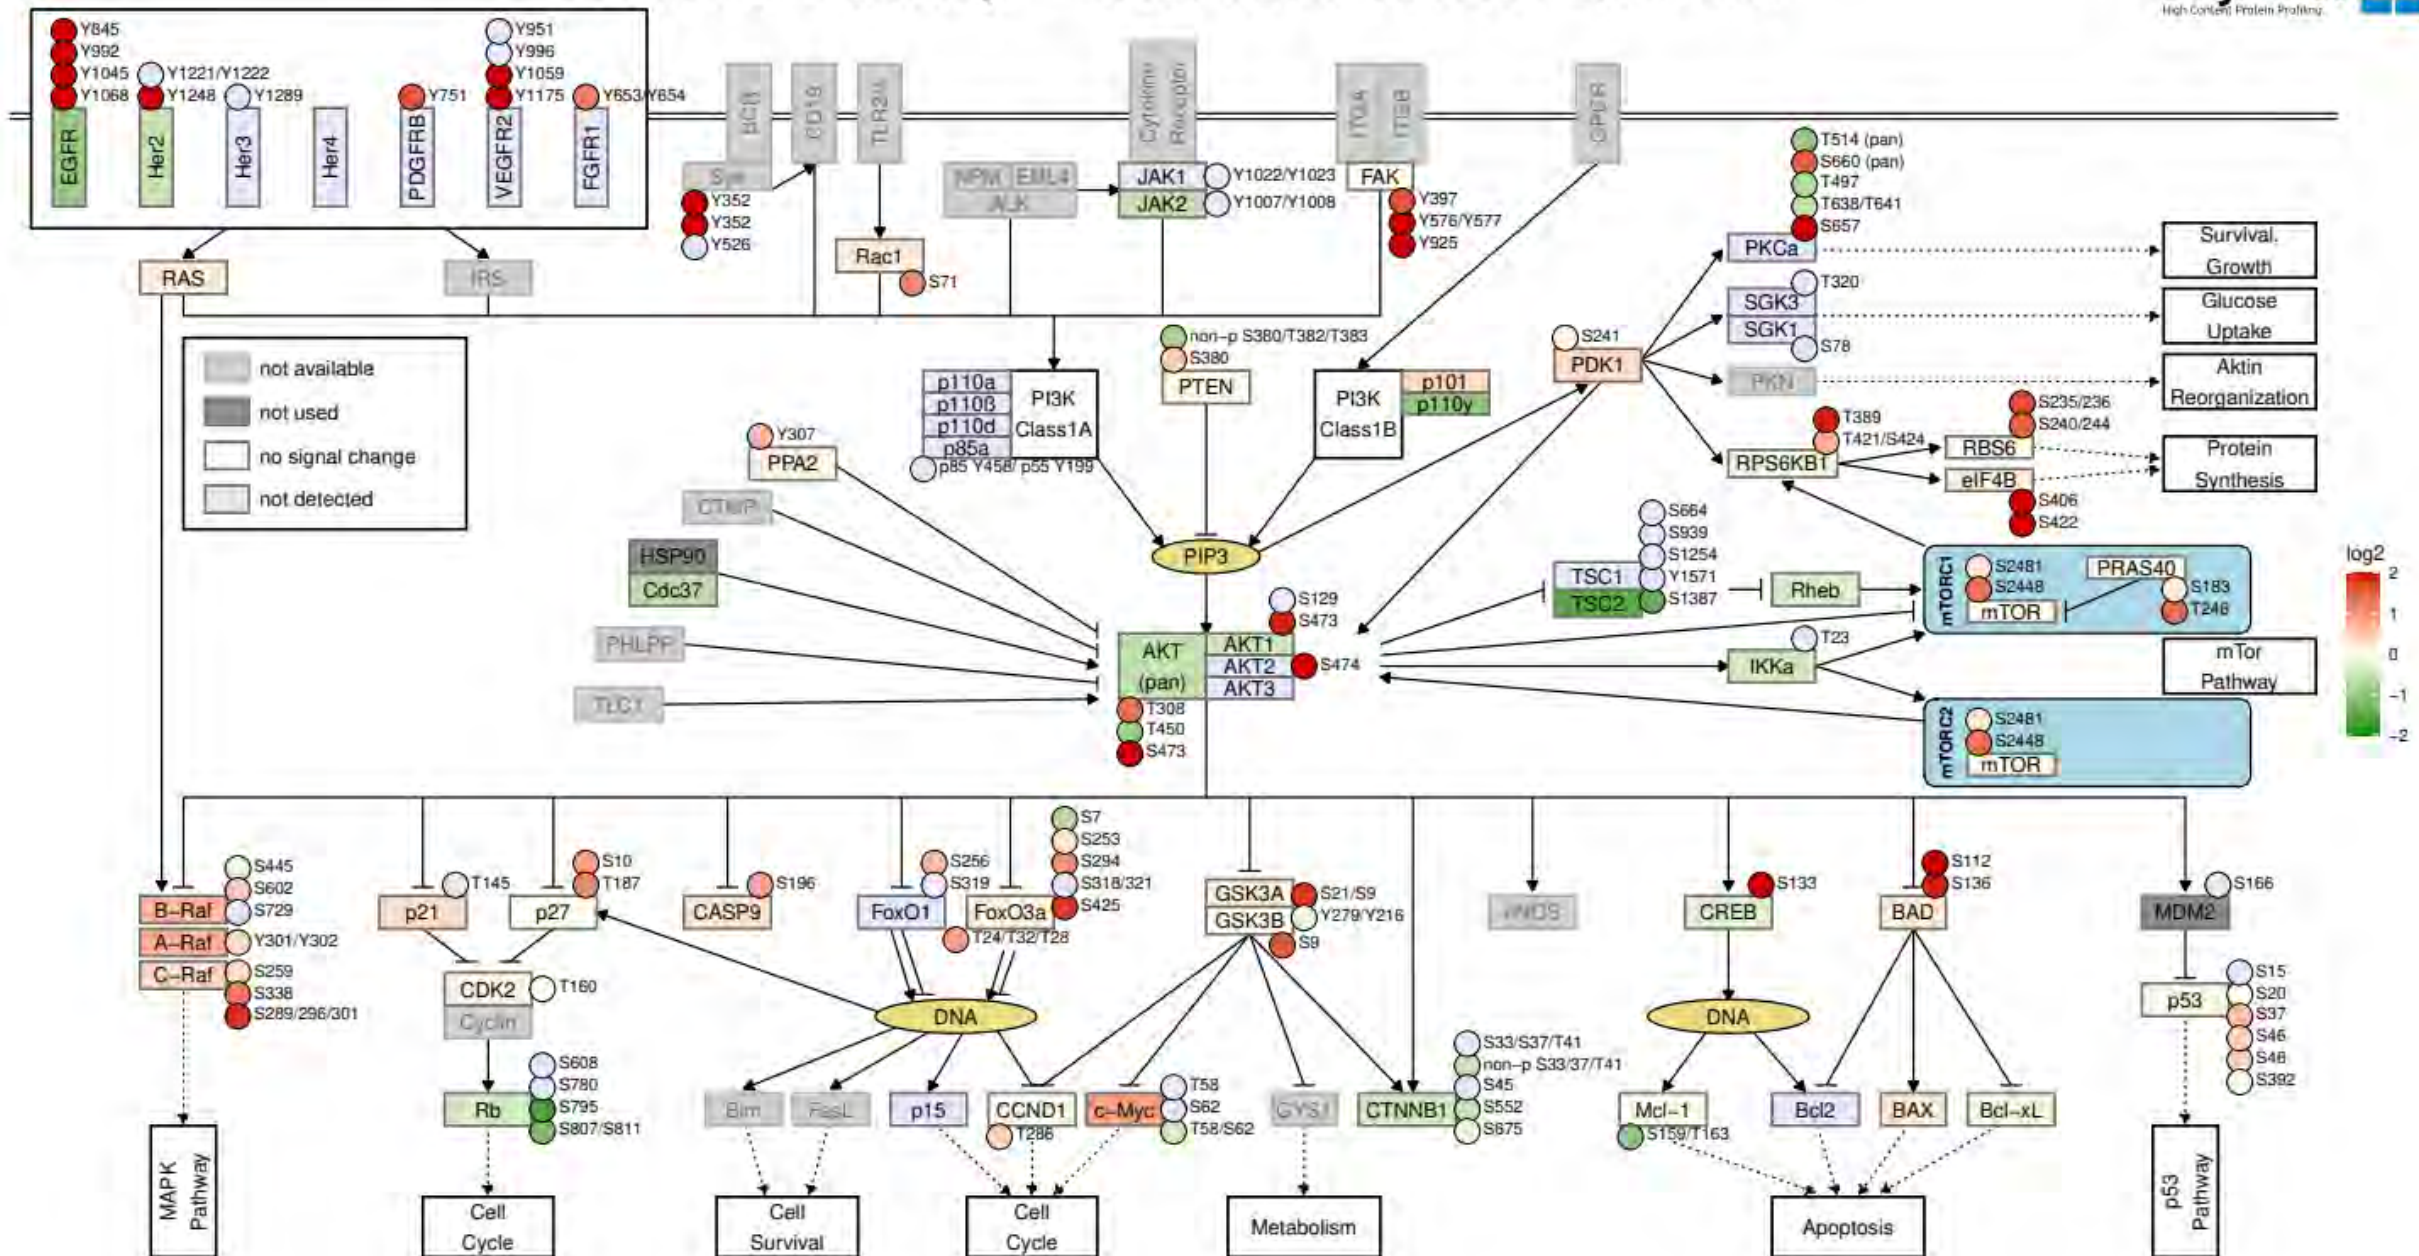 High Content Protein Profiling
Y845
Y992
Y1045
Y1068
EGFR
Y1221/Y1222
Y1248
Her2
Y1289
Her3
Her4
Y751
PDGFRB
Y951
Y996
Y1059
Y1175
VEGFR2
Y653/Y654
FGFR1
CD19
Cytokine
Receptor
ITGA
ITGB
GPCR
Y352
Y352
Y526
Rac1
S71
NPM
EML4
ALK
JAK1
JAK2
Y1022/Y1023
Y1007/Y1008
FAK
Y397
Y576/Y577
Y925
T514 (pan)
S660 (pan)
T497
T638/T641
S657
PKCa
Survival.
Growth
RAS
IRS
T320
SGK3
SGK1
S78
Glucose
Uptake
PKN
Aktin
Reorganization
not available
not used
no signal change
not detected
non-p S380/T382/T383
S380
PTEN
S241
PDK1
p110a
p110ß
p110d
p85a
PI3K
Class1A
p85 Y458/ p55 Y199
PI3K
Class1B
p101
p110y
Y307
PPA2
T389
T421/S424
RPS6KB1
S235/236
S240/244
RBS6
eIF4B
S406
S422
Protein
Synthesis
CTMP
HSP90
Cdc37
PHLPP
TLC1
PIP3
S129
S473
AKT
(pan)
AKT1
AKT2
AKT3
S474
T308
T450
S473
S664
S939
S1254
Y1571
S1387
TSC1
TSC2
Rheb
mTORC1
S2481
S2448
mTOR
PRAS40
S183
T246
T23
IKKa
mTor
Pathway
mTORC2
S2481
S2448
mTOR
log2
2
1
0
-1
-2
S445
S602
S729
B-Raf
Y301/Y302
A-Raf
S259
C-Raf
S338
S289/296/301
T145
p21
S10
T187
p27
CDK2
T160
Cyclin
S608
S780
S795
S807/S811
Rb
S196
CASP9
S256
S319
FoxO1
S7
S253
S294
S318/321
S425
FoxO3a
T24/T32/T28
DNA
Bim
FasL
p15
CCND1
T286
c-Myc
T58
S62
T58/S62
GSK3A
GSK3B
S21/S9
Y279/Y216
S9
GYS1
CTNNB1
S33/S37/T41
non-p S33/37/T41
S45
S552
S675
S133
CREB
DNA
S112
S136
BAD
Mcl-1
S159/T163
Bcl2
BAX
Bcl-xL
S166
MDM2
p53
S15
S20
S37
S46
S46
S392
MAPK
Pathway
Cell
Cycle
Cell
Survival
Cell
Cycle
Metabolism
Apoptosis
p53
Pathway